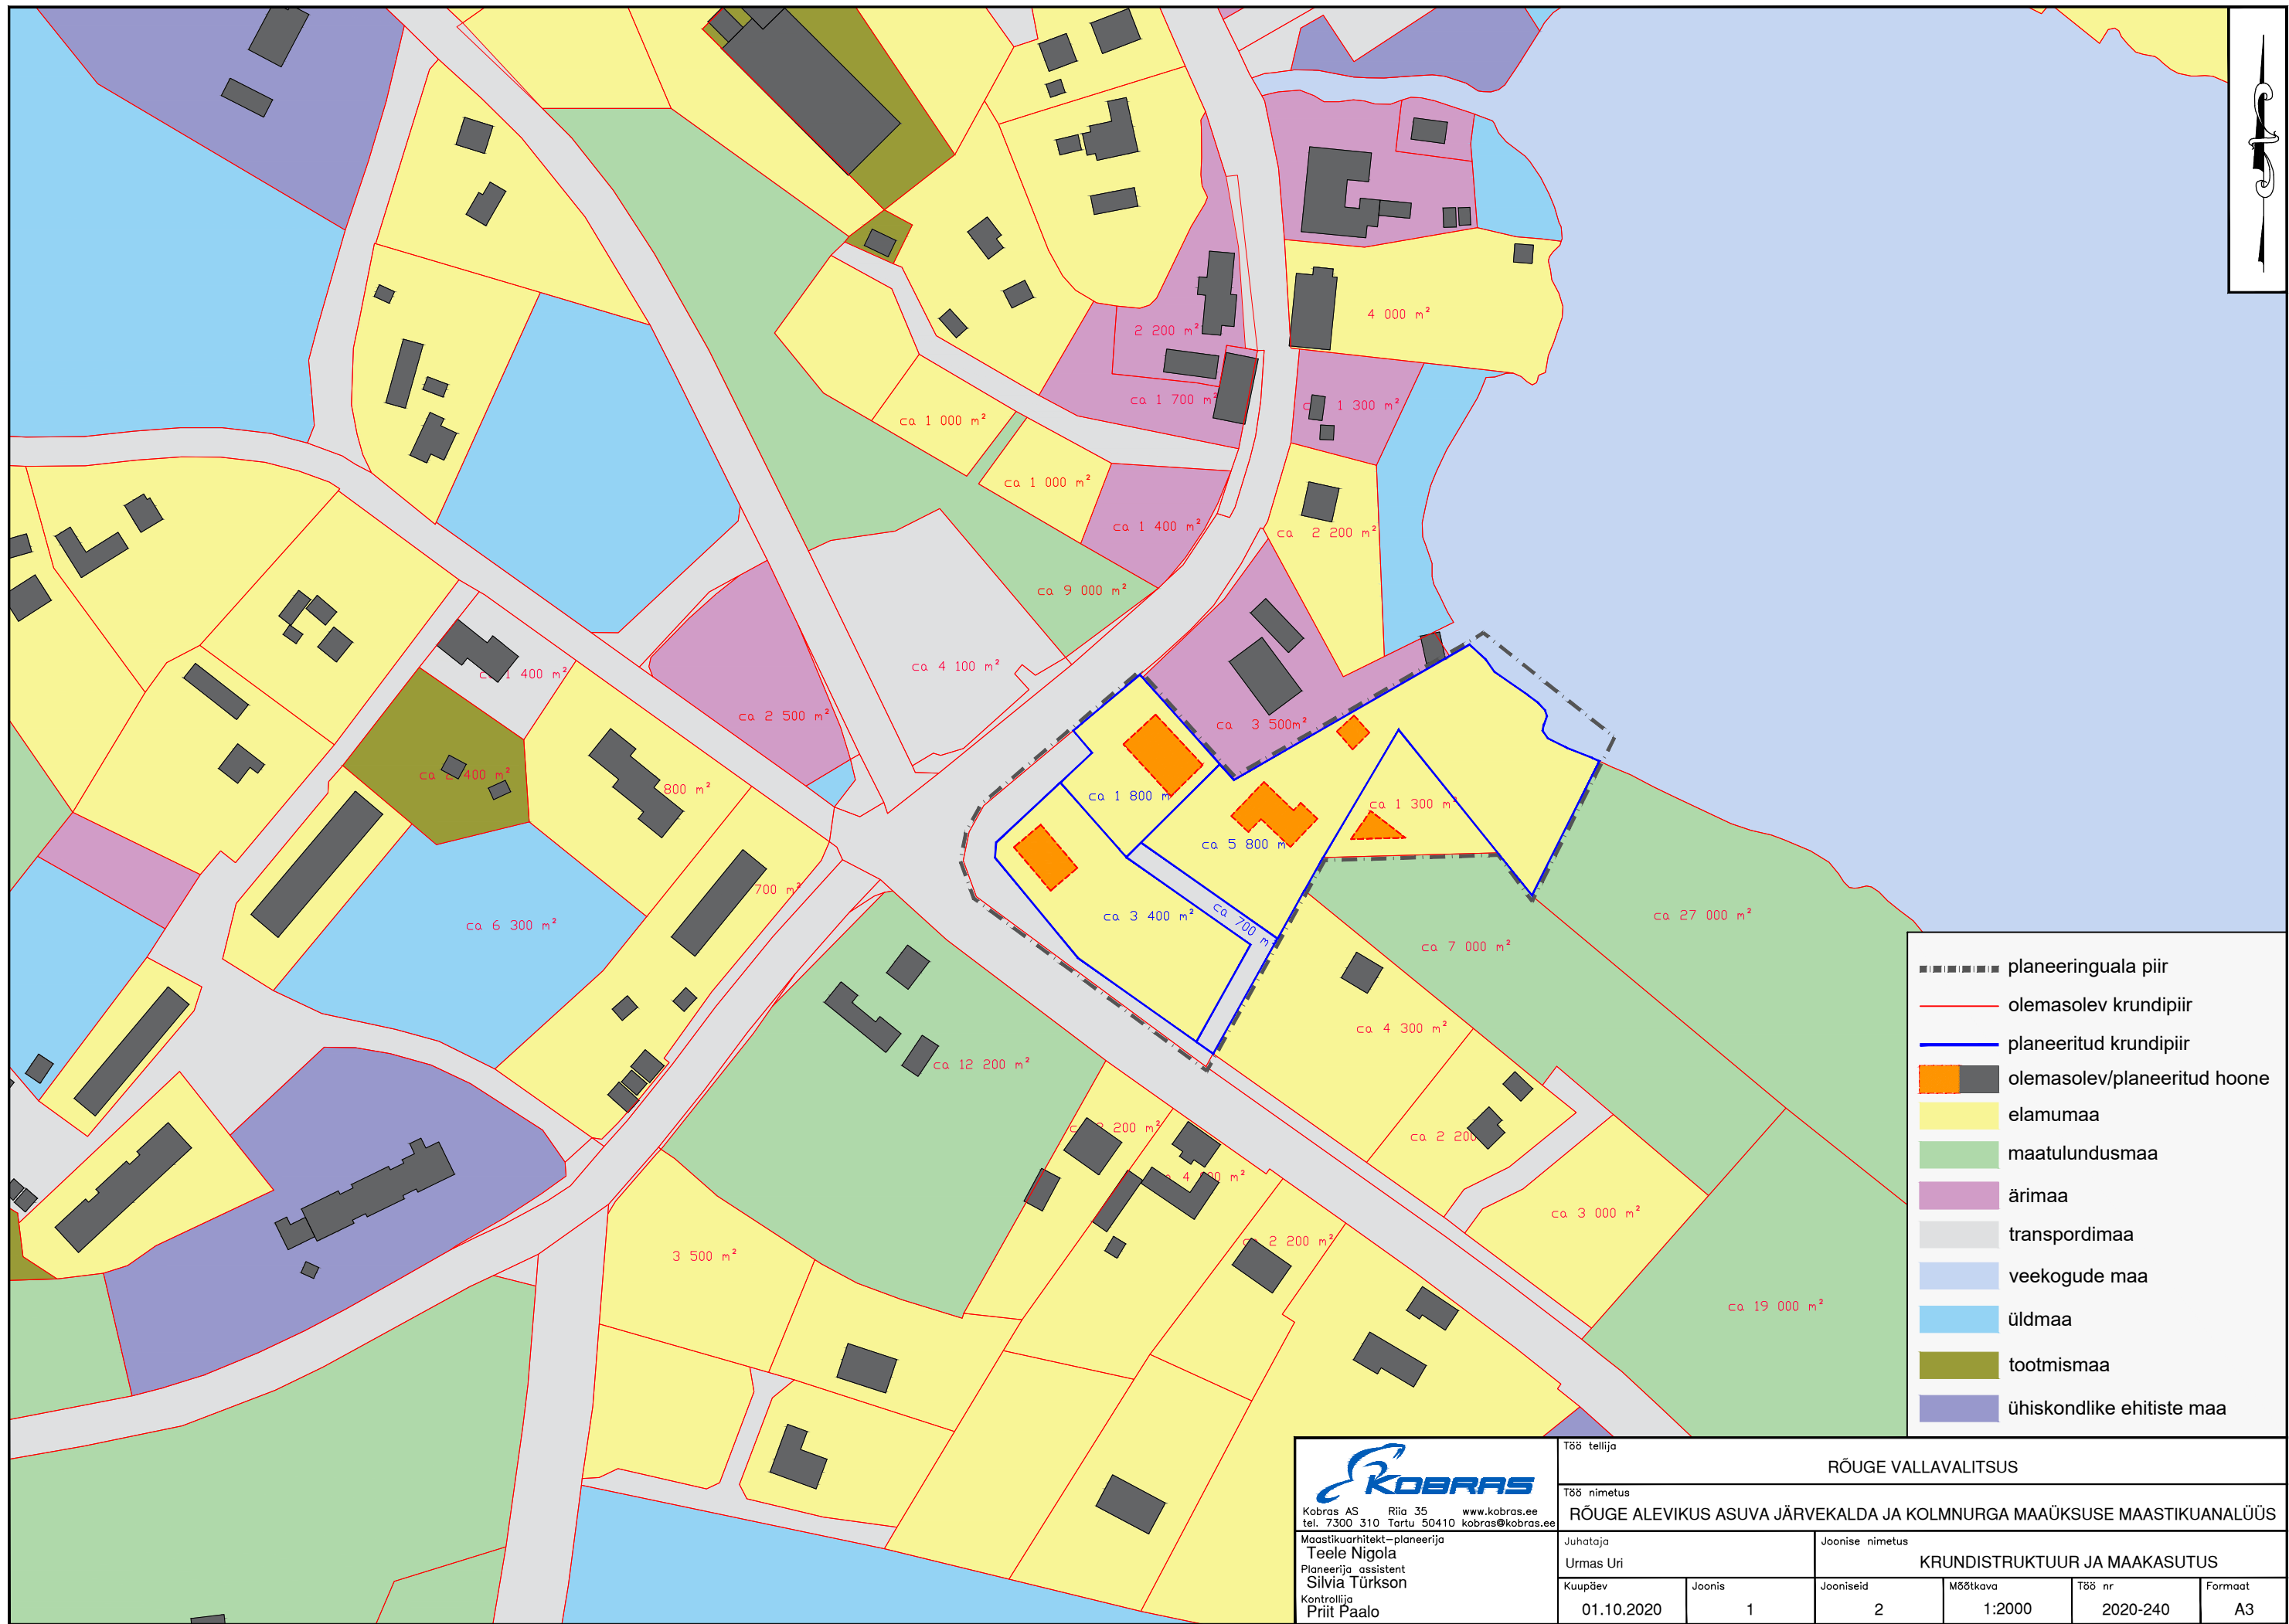 4 000 m²
2 200 m²
ca 1 700 m²
1 300 m²
ca 1 000 m²
ca 1 000 m²
ca 1 400 m²
ca 2 200 m²
ca 9 000 m²
ca 4 100 m²
400 m²
ca 2 500 m²
ca 3 500m²
ca 400 m²
800 m²
ca 1 800 m
ca 1 300 m²
ca 5 800 m
700 m²
ca 3 400 m²
ca 700 m
ca 6 300 m²
ca 27 000 m²
ca 7 000 m²
ca 4 300 m²
ca 12 200 m²
200 m²
ca 2 200
4 m²
ca 3 000 m²
2 200 m²
3 500 m²
ca 19 000 m²
planeeringuala piir
olemasolev krundipiir
planeeritud krundipiir
olemasolev/planeeritud hoone
elamumaa
maatulundusmaa
ärimaa
transpordimaa
veekogude maa
üldmaa
tootmismaa
ühiskondlike ehitiste maa
KOBRAS
Kobras AS Riia 35 www.kobras.ee
tel. 7300 310 Tartu 50410 kobras@kobras.ee
Maastikuarhitekt-planeerija
Teele Nigola
Planeerija assistent
Silvia Türkson
Kontrollija
Priit Paalo
Töö tellija
RÕUGE VALLAVALITSUS
Töö nimetus
RÕUGE ALEVIKUS ASUVA JÄRVEKALDA JA KOLMNURGA MAAÜKSUSE MAASTIKUANALÜÜS
Juhataja
Urmas Uri
Joonise nimetus
KRUNDISTRUKTUUR JA MAAKASUTUS
Kuupäev Joonis Jooniseid Mõõtkava Töö nr Formaat
01.10.2020 1 2 1:2000 2020-240 A3